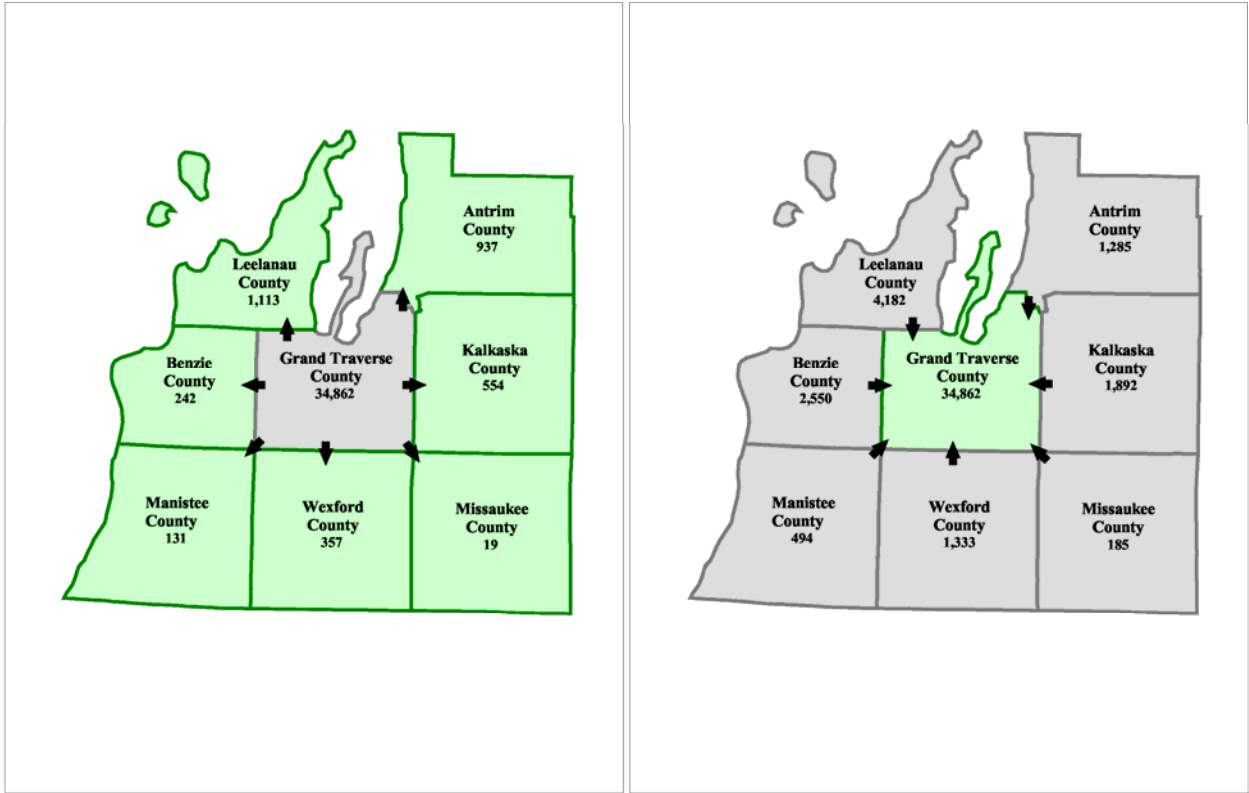 Antrim
County
937
Leelanau
County
1,113
Benzie
County
242
Grand Traverse
County
34,862
Kalkaska
County
554
Manistee
County
131
Wexford
County
357
Missaukee
County
19
Antrim
County
1,285
Leelanau
County
4,182
Benzie
County
2,550
Grand Traverse
County
34,862
Kalkaska
County
1,892
Manistee
County
494
Wexford
County
1,333
Missaukee
County
185